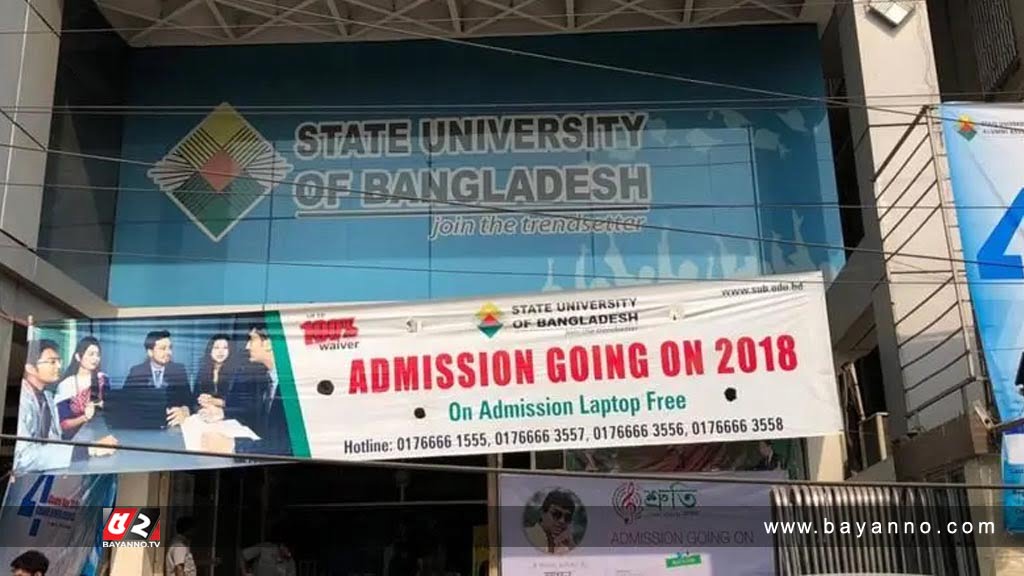 STATE UNIVERSITY
OF BANGLADESH
join the trendsetter
STATE UNIVERSITY
OF BANGLADESH
www.sub.edu.bd
100%
waiver
ADMISSION GOING ON 2018
On Admission Laptop Free
Hotline: 0176666 1555, 0176666 3557, 0176666 3556, 0176666 3558
4
শ্রুতি
ADMISSION GOING ON
BAYANNO.TV
www.bayanno.com